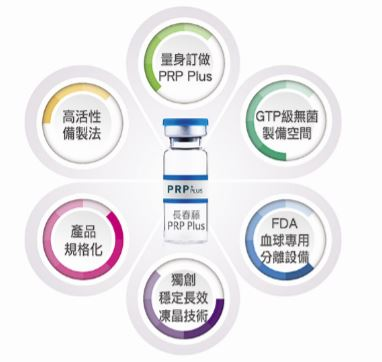 量身訂做
PRP Plus
高活性
備製法
GTP級無菌
製備空間
PRP PLUS
長春藤
PRP Plus
產品
規格化
FDA
血球專用
分離設備
獨創
穩定長效
凍晶技術